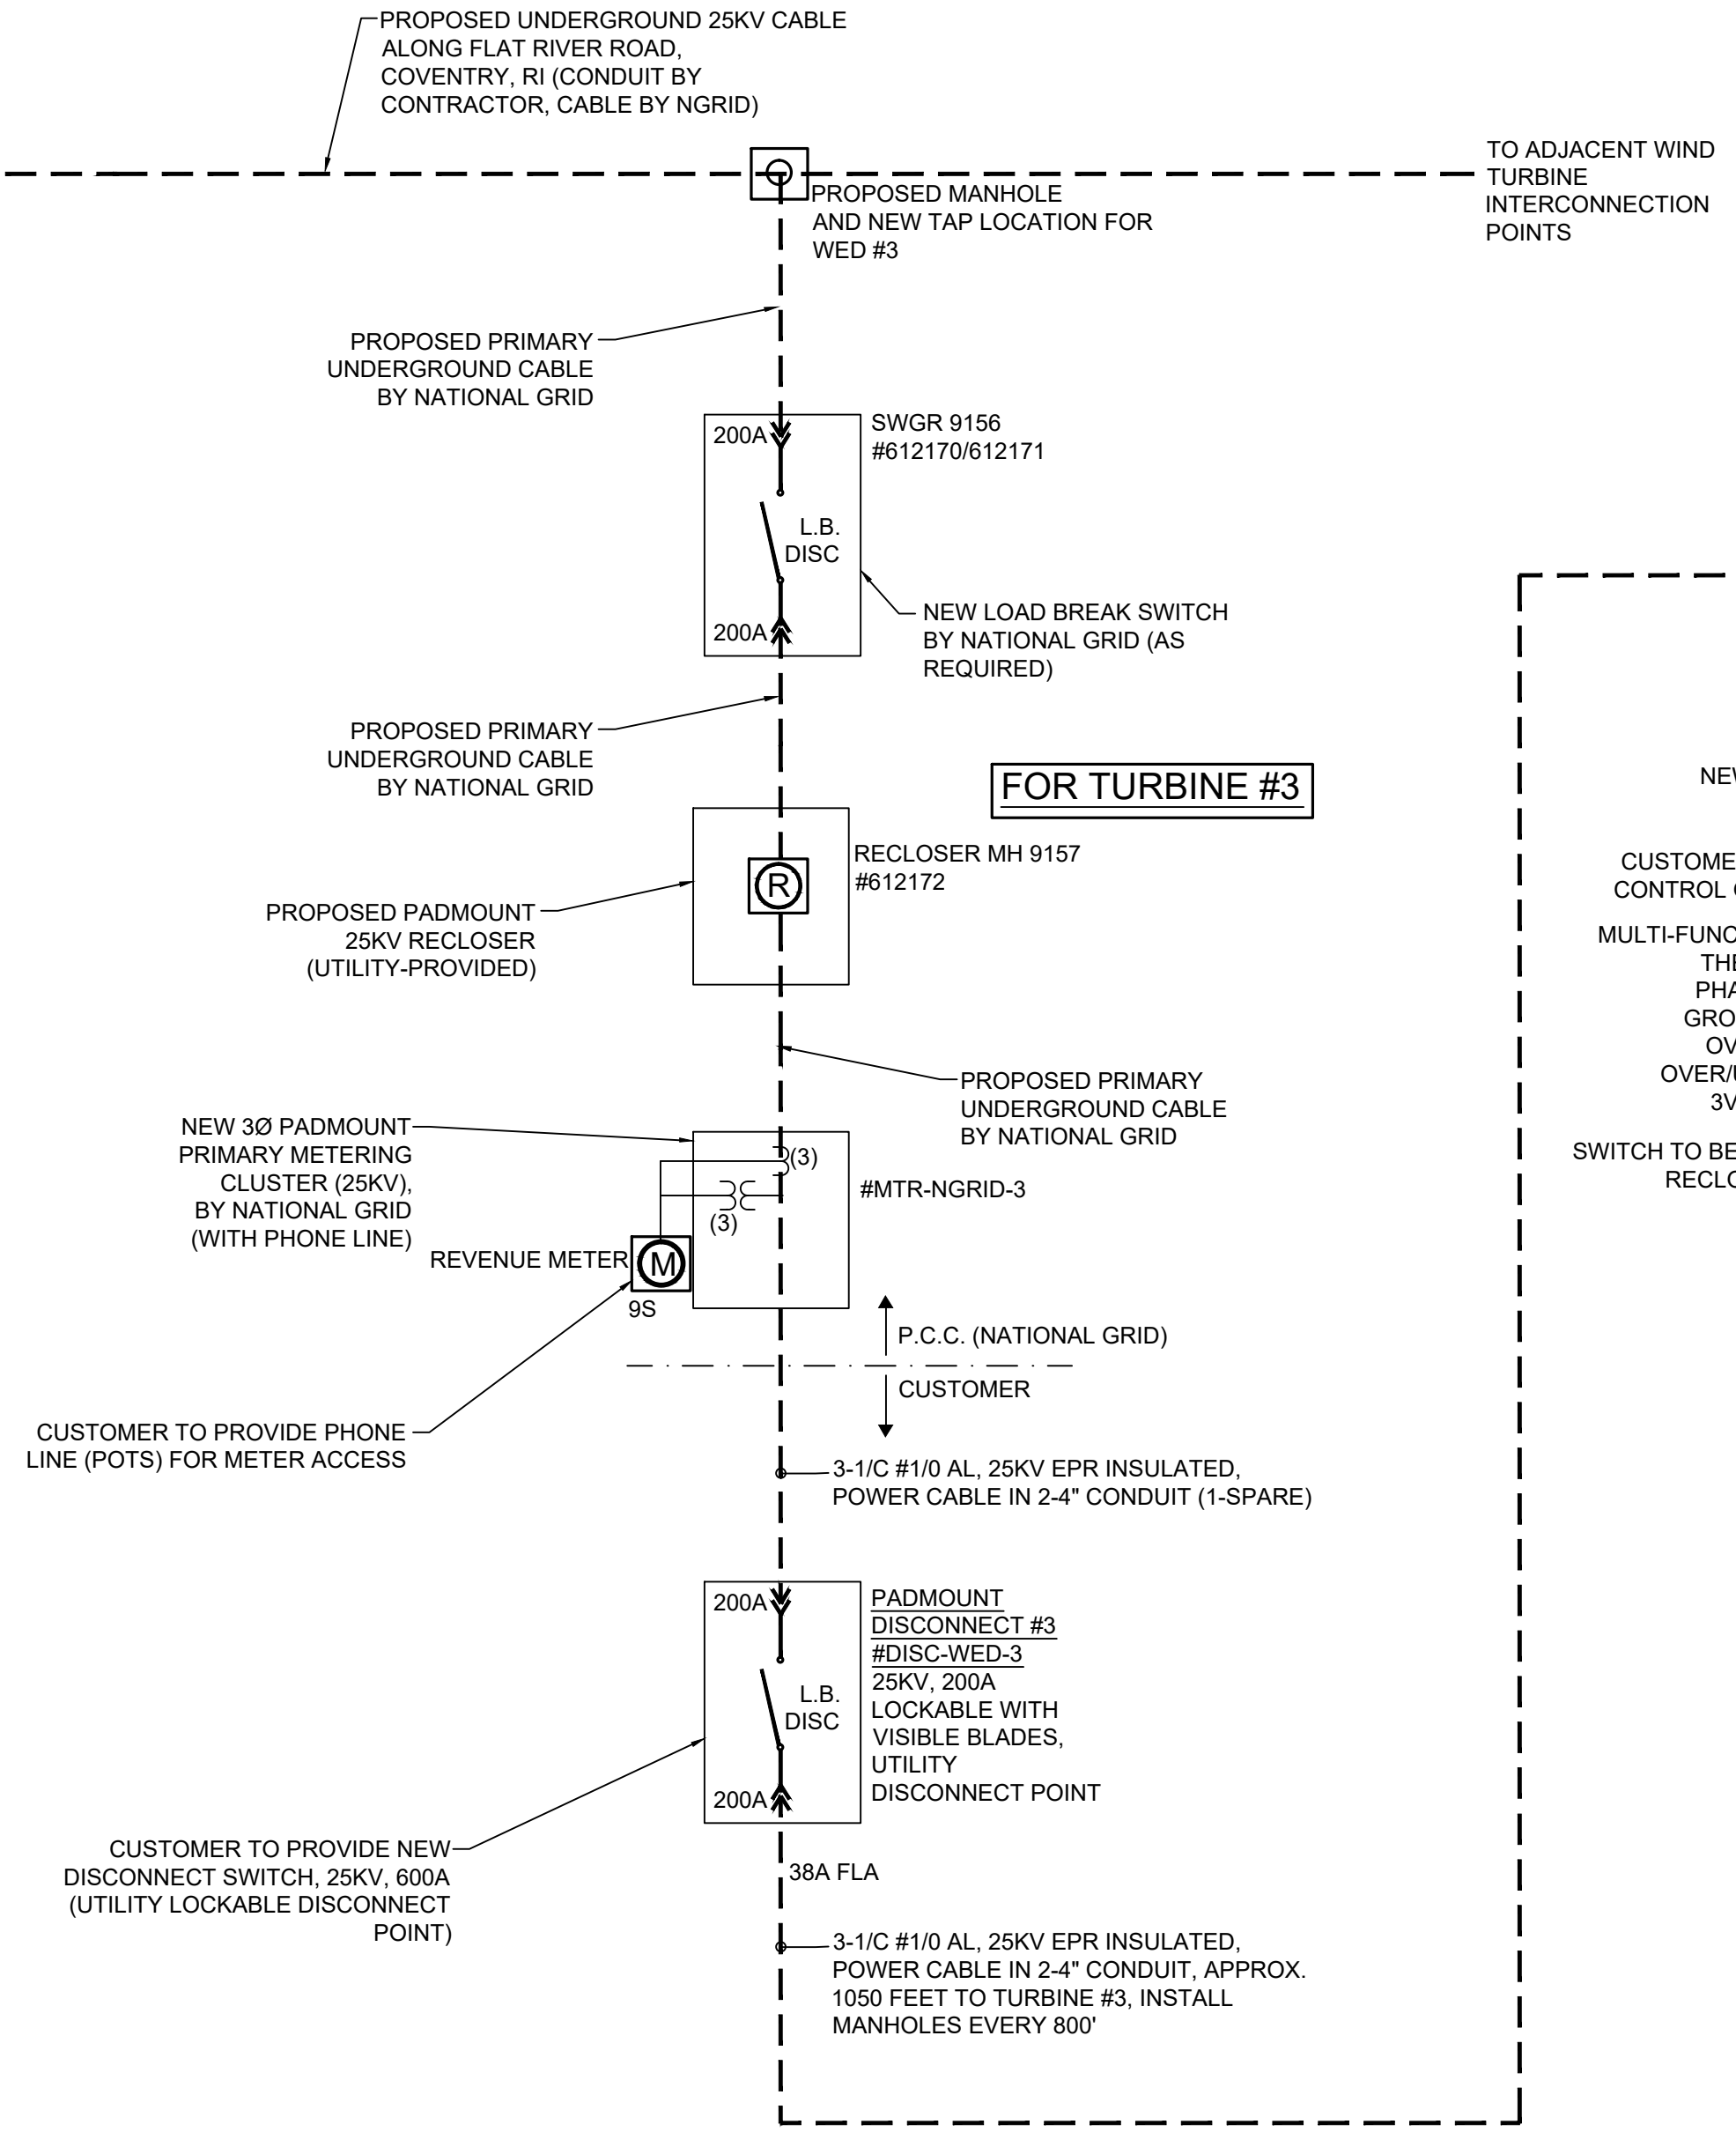 PROPOSED UNDERGROUND 25KV CABLE
ALONG FLAT RIVER ROAD,
COVENTRY, RI (CONDUIT BY
CONTRACTOR, CABLE BY NGRID)
TO ADJACENT WIND
TURBINE
INTERCONNECTION
POINTS
PROPOSED MANHOLE
AND NEW TAP LOCATION FOR
WED #3
PROPOSED PRIMARY
UNDERGROUND CABLE
BY NATIONAL GRID
200A
L.B.
DISC
200A
SWGR 9156
#612170/612171
NEW LOAD BREAK SWITCH
BY NATIONAL GRID (AS
REQUIRED)
PROPOSED PRIMARY
UNDERGROUND CABLE
BY NATIONAL GRID
FOR TURBINE #3
R
RECLOSER MH 9157
#612172
PROPOSED PADMOUNT
25KV RECLOSER
(UTILITY-PROVIDED)
PROPOSED PRIMARY
UNDERGROUND CABLE
BY NATIONAL GRID
NEW 3Ø PADMOUNT
PRIMARY METERING
CLUSTER (25KV),
BY NATIONAL GRID
(WITH PHONE LINE)
(3)
(3)
#MTR-NGRID-3
REVENUE METER
M
9S
P.C.C. (NATIONAL GRID)
CUSTOMER
CUSTOMER TO PROVIDE PHONE
LINE (POTS) FOR METER ACCESS
3-1/C #1/0 AL, 25KV EPR INSULATED,
POWER CABLE IN 2-4" CONDUIT (1-SPARE)
200A
L.B.
DISC
200A
PADMOUNT
DISCONNECT #3
#DISC-WED-3
25KV, 200A
LOCKABLE WITH
VISIBLE BLADES,
UTILITY
DISCONNECT POINT
CUSTOMER TO PROVIDE NEW
DISCONNECT SWITCH, 25KV, 600A
(UTILITY LOCKABLE DISCONNECT
POINT)
38A FLA
3-1/C #1/0 AL, 25KV EPR INSULATED,
POWER CABLE IN 2-4" CONDUIT, APPROX.
1050 FEET TO TURBINE #3, INSTALL
MANHOLES EVERY 800'
CONTROL
MULTI-FUNC
SWITCH TO BE